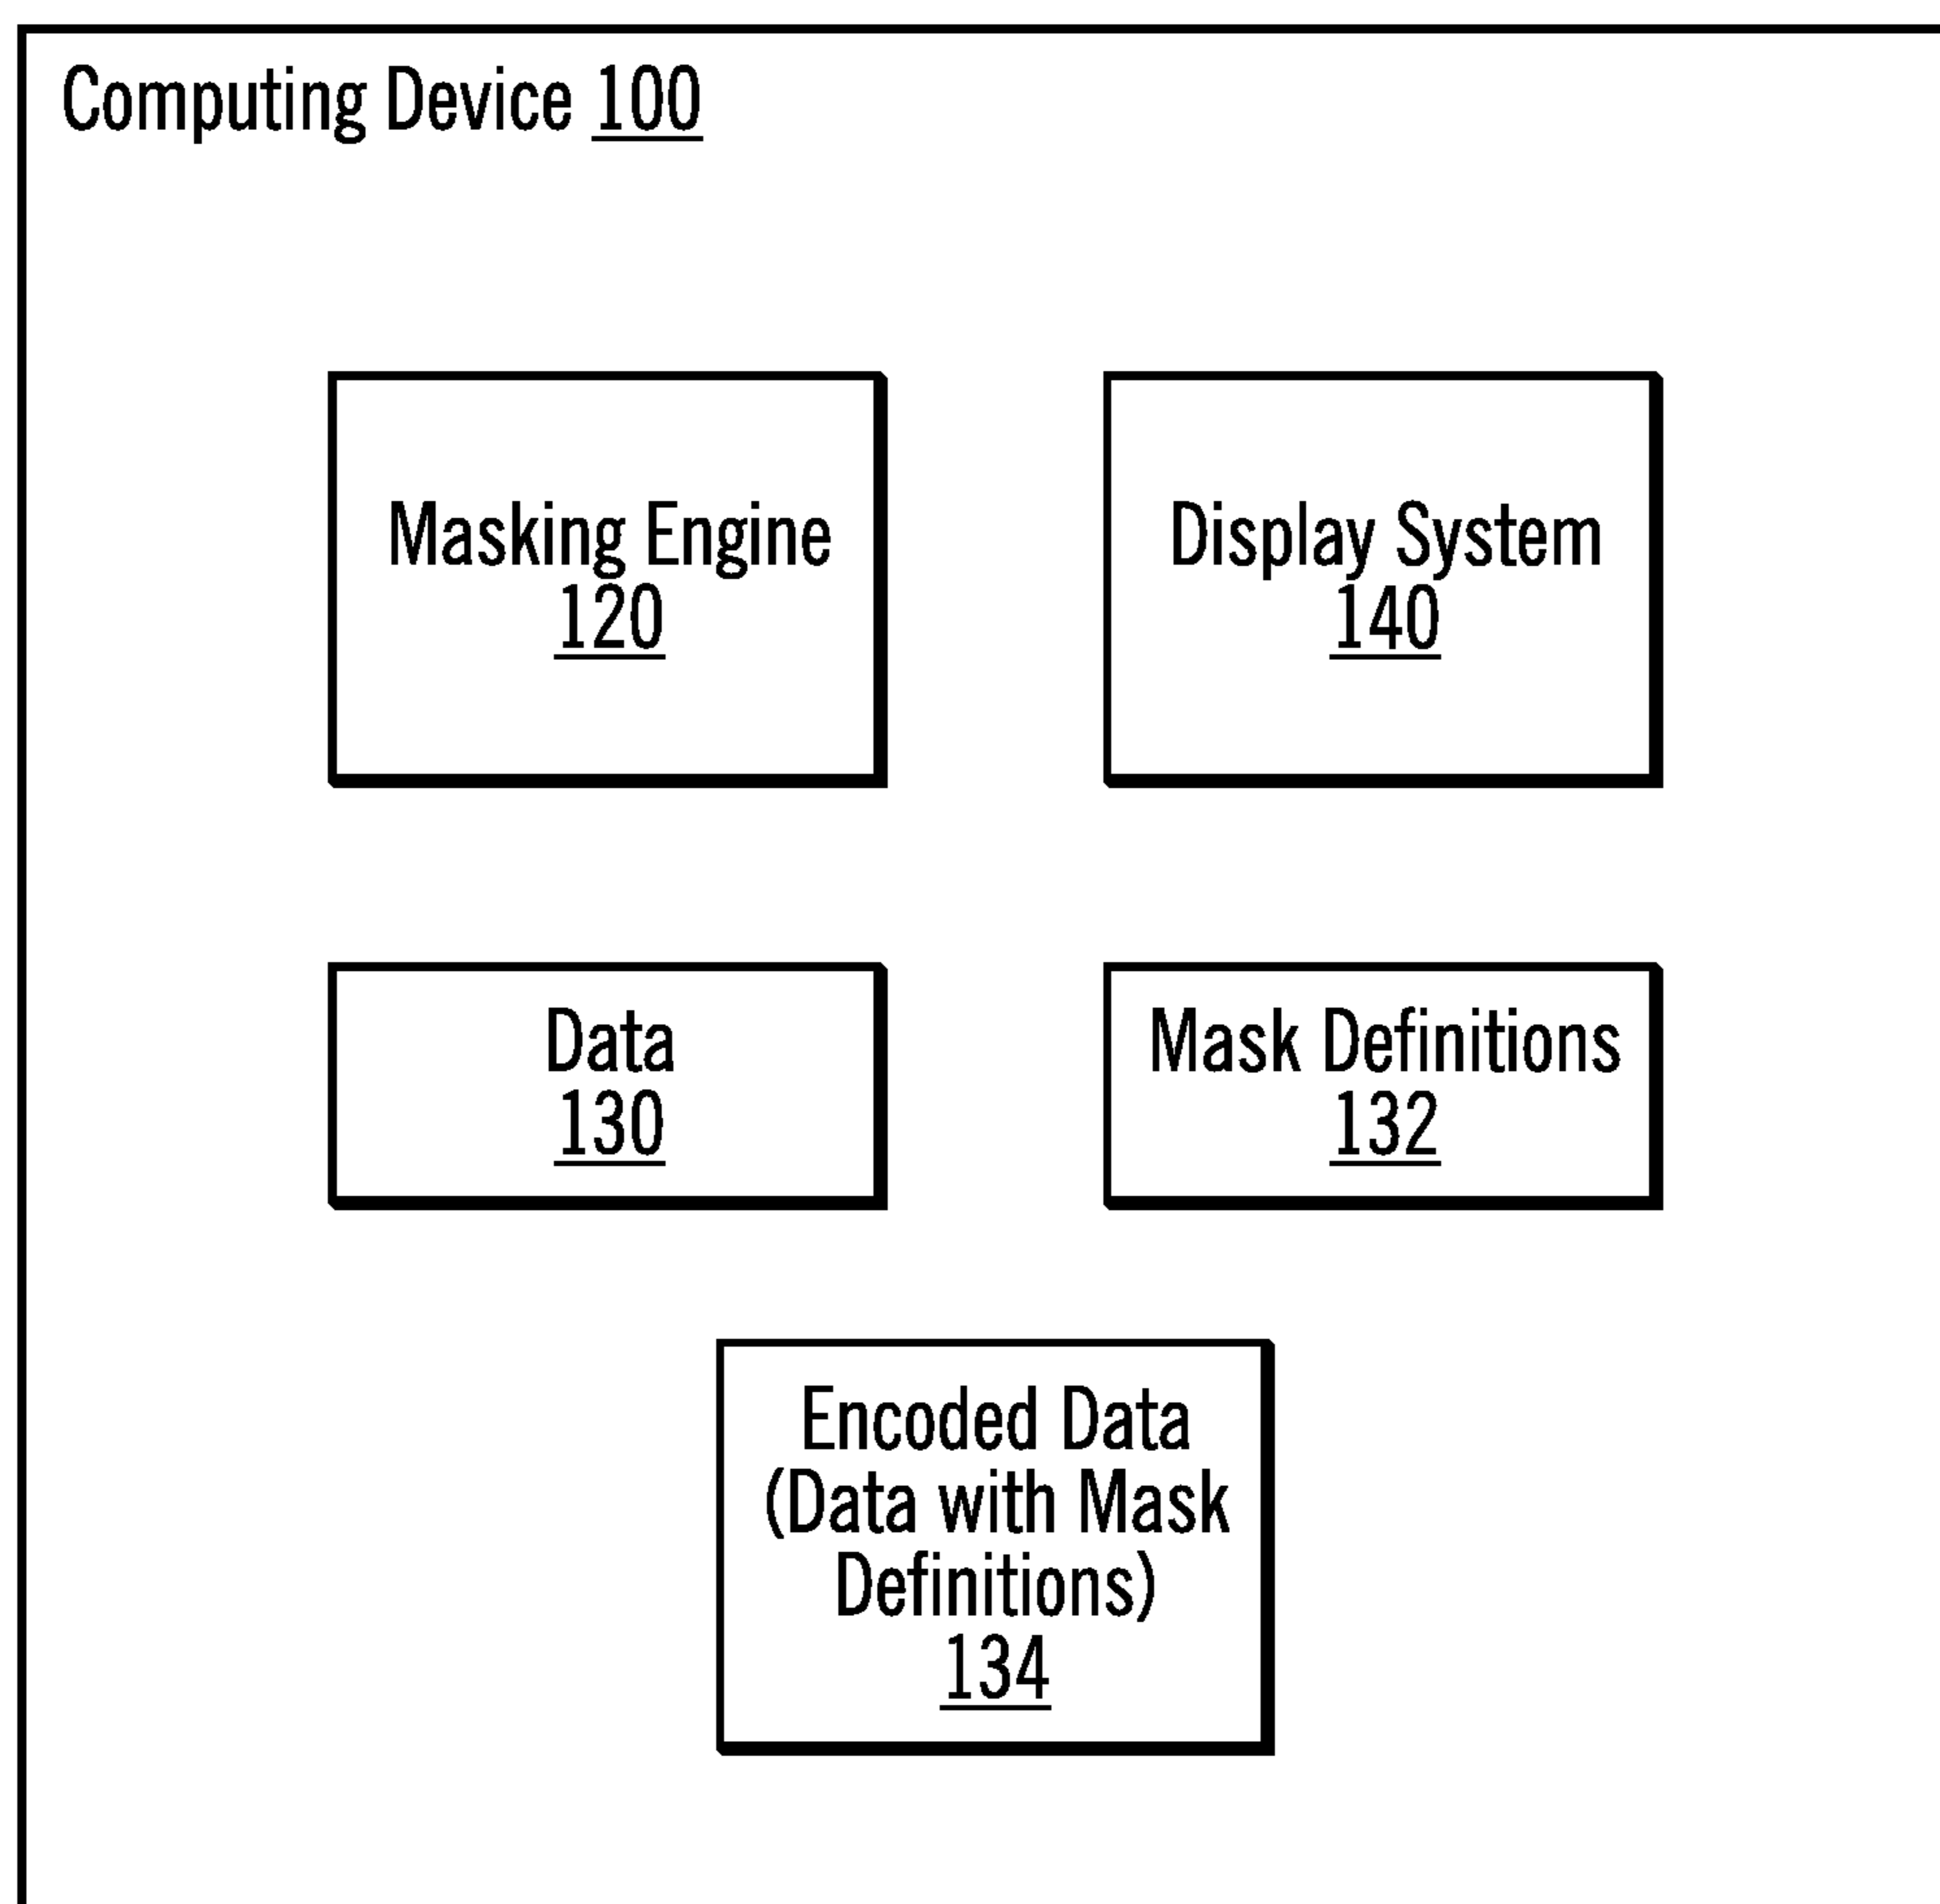 Computing Device 100
Masking Engine
120
Display System
140
Data
130
Mask Definitions
132
Encoded Data
(Data with Mask
Definitions)
134